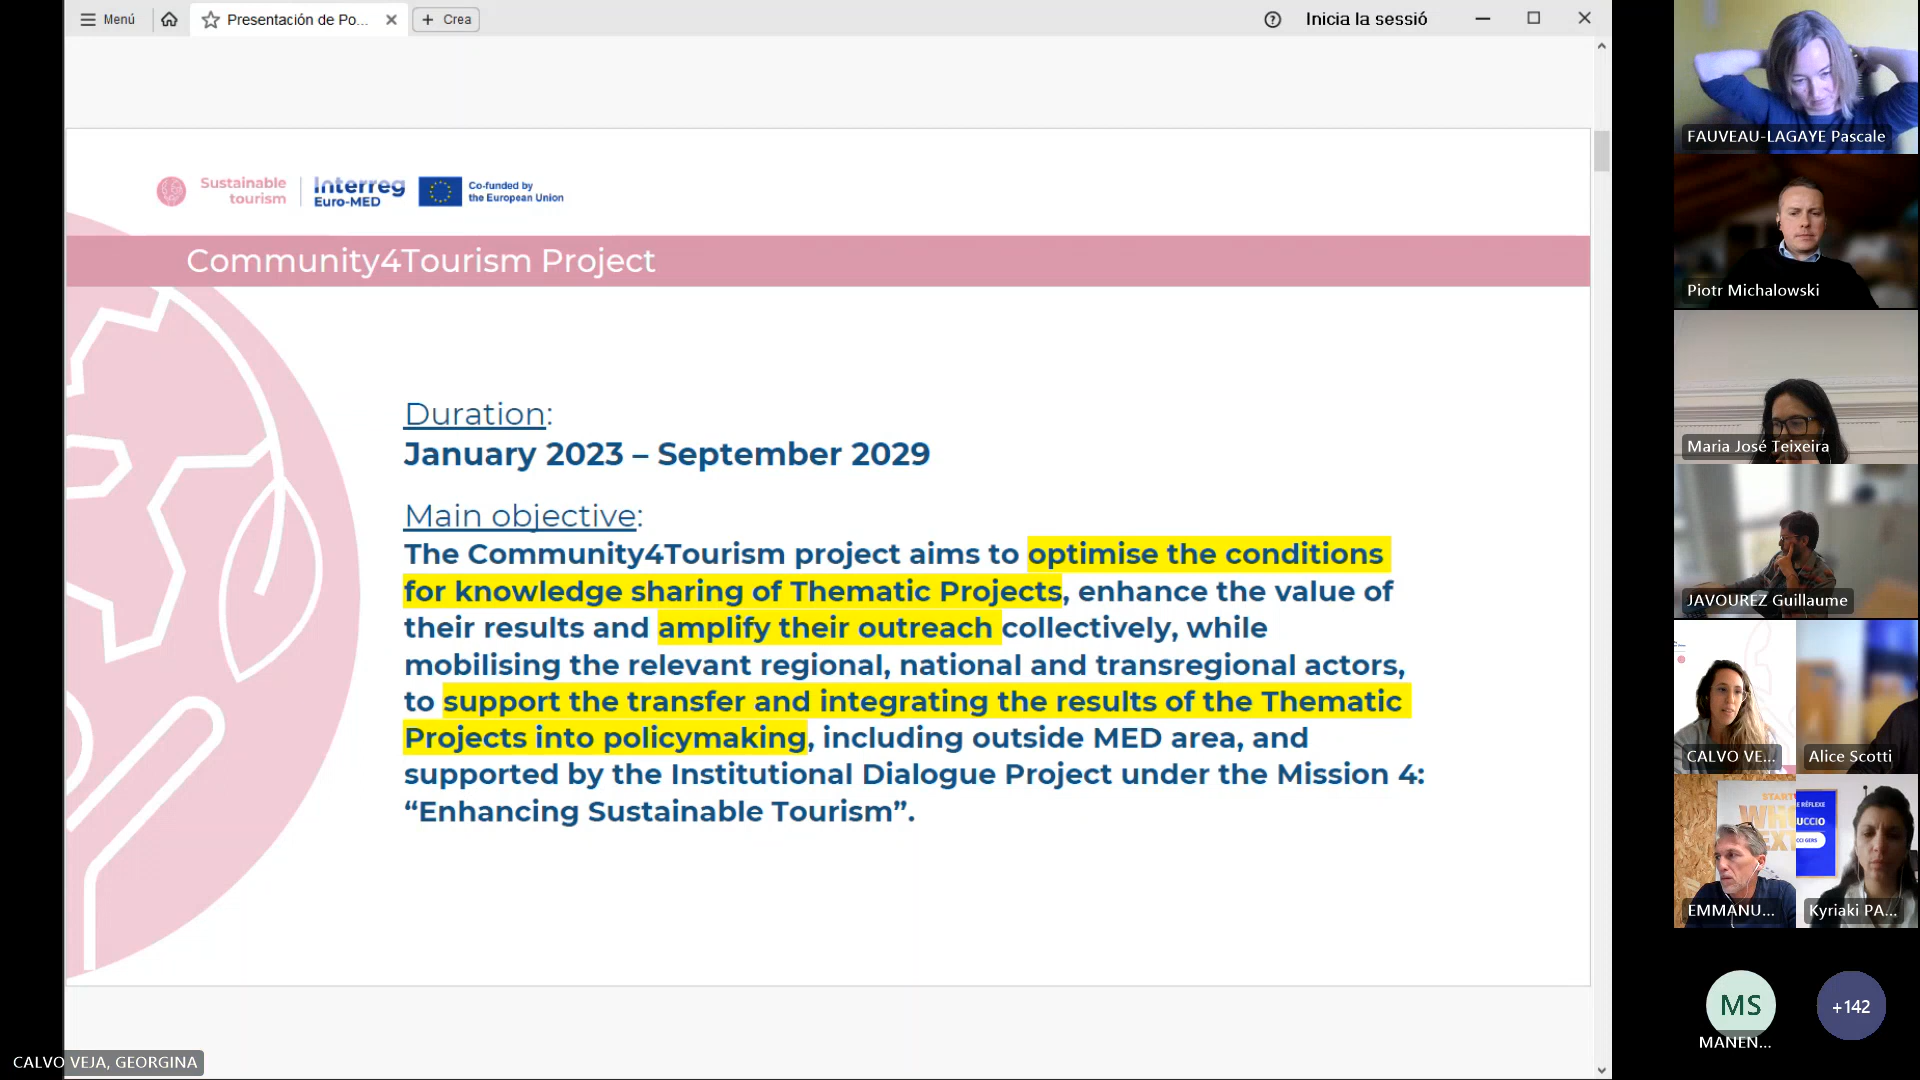 Menú
Presentación de Po...
Crea
Inicia la sessió
Sustainable
tourism
Interreg
Euro-MED
Co-funded by
the European Union
Community4Tourism Project
Duration:
January 2023 – September 2029
Main objective:
The Community4Tourism project aims to optimise the conditions
for knowledge sharing of Thematic Projects, enhance the value of
their results and amplify their outreach collectively, while
mobilising the relevant regional, national and transregional actors,
to support the transfer and integrating the results of the Thematic
Projects into policymaking, including outside MED area, and
supported by the Institutional Dialogue Project under the Mission 4:
“Enhancing Sustainable Tourism”.
CALVO VEJA, GEORGINA
FAUVEAU-LAGAYE Pascale
Piotr Michalowski
Maria José Teixeira
JAVOUREZ Guillaume
CALVO VE...
Alice Scotti
EMMANU...
Kyriaki PA...
MS
MANEN...
+142